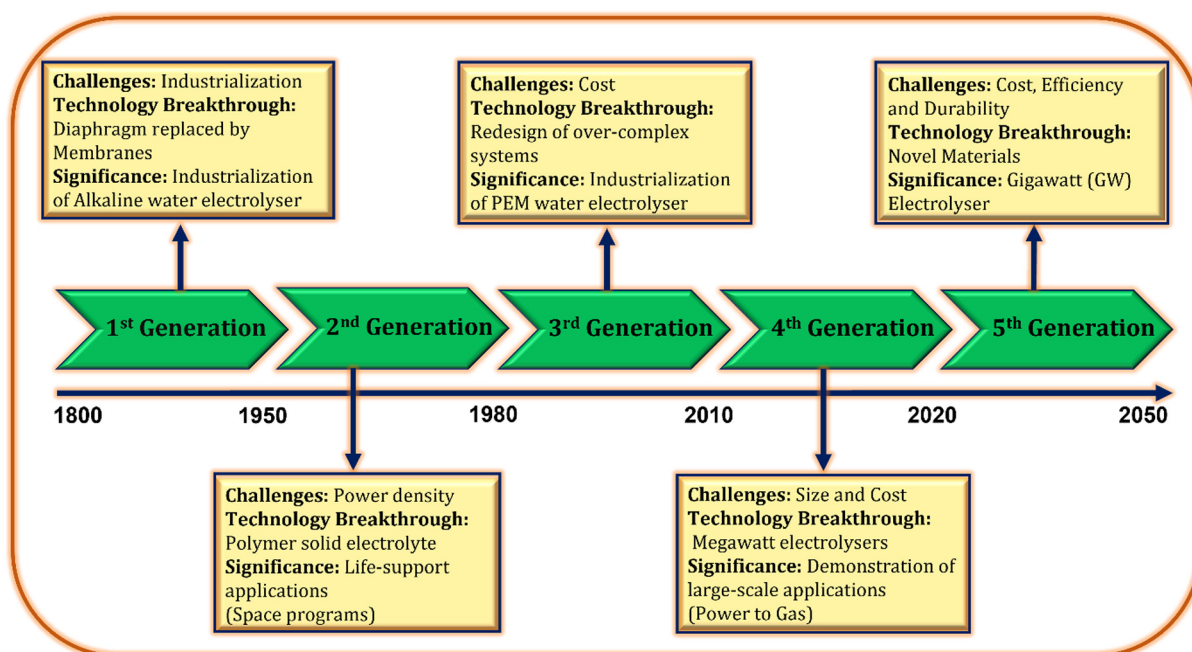 Challenges: Industrialization
Technology Breakthrough:
Diaphragm replaced by
Membranes
Significance: Industrialization
of Alkaline water electrolyser
Challenges: Cost
Technology Breakthrough:
Redesign of over-complex
systems
Significance: Industrialization
of PEM water electrolyser
Challenges: Cost, Efficiency
and Durability
Technology Breakthrough:
Novel Materials
Significance: Gigawatt (GW)
Electrolyser
1st Generation
2nd Generation
3rd Generation
4th Generation
5th Generation
1800
1950
1980
2010
2020
2050
Challenges: Power density
Technology Breakthrough:
Polymer solid electrolyte
Significance: Life-support
applications
(Space programs)
Challenges: Size and Cost
Technology Breakthrough:
Megawatt electrolysers
Significance: Demonstration of
large-scale applications
(Power to Gas)